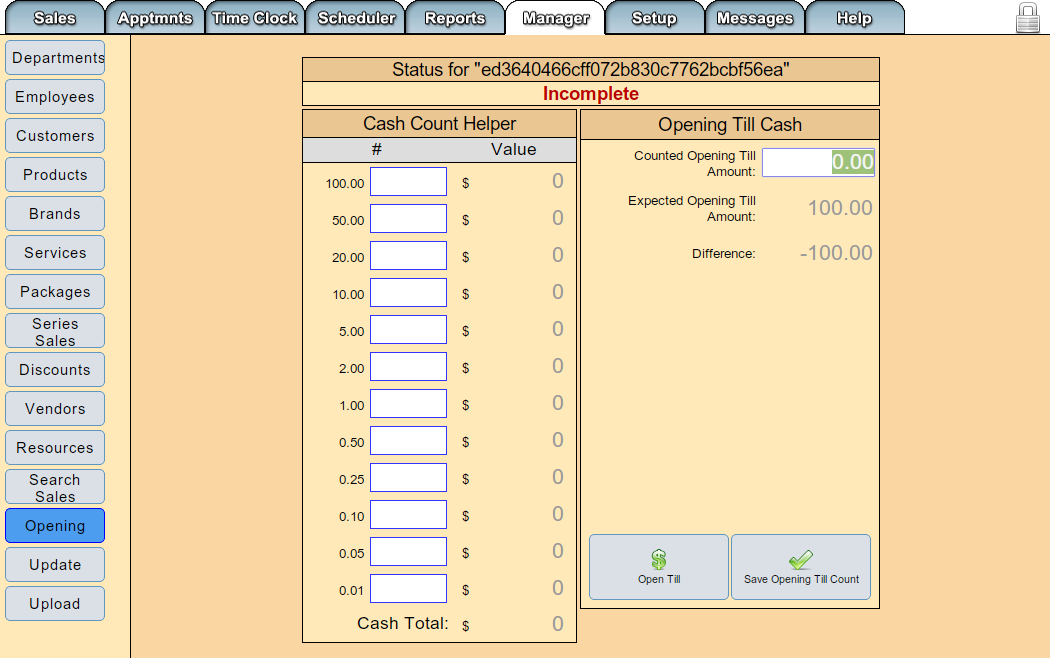 Sales Apptmnts Time Clock Scheduler Reports Manager Setup Messages Help
Departments
Employees
Customers
Products
Brands
Services
Packages
Series
Sales
Discounts
Vendors
Resources
Search
Sales
Opening
Update
Upload
Status for "ed3640466cff072b830c7762bcbf56ea"
Incomplete
Cash Count Helper
# Value
100.00 $ 0
50.00 $ 0
20.00 $ 0
10.00 $ 0
5.00 $ 0
2.00 $ 0
1.00 $ 0
0.50 $ 0
0.25 $ 0
0.10 $ 0
0.05 $ 0
0.01 $ 0
Cash Total: $ 0
Opening Till Cash
Counted Opening Till
Amount: 0.00
Expected Opening Till
Amount: 100.00
Difference: -100.00
Open Till
Save Opening Till Count